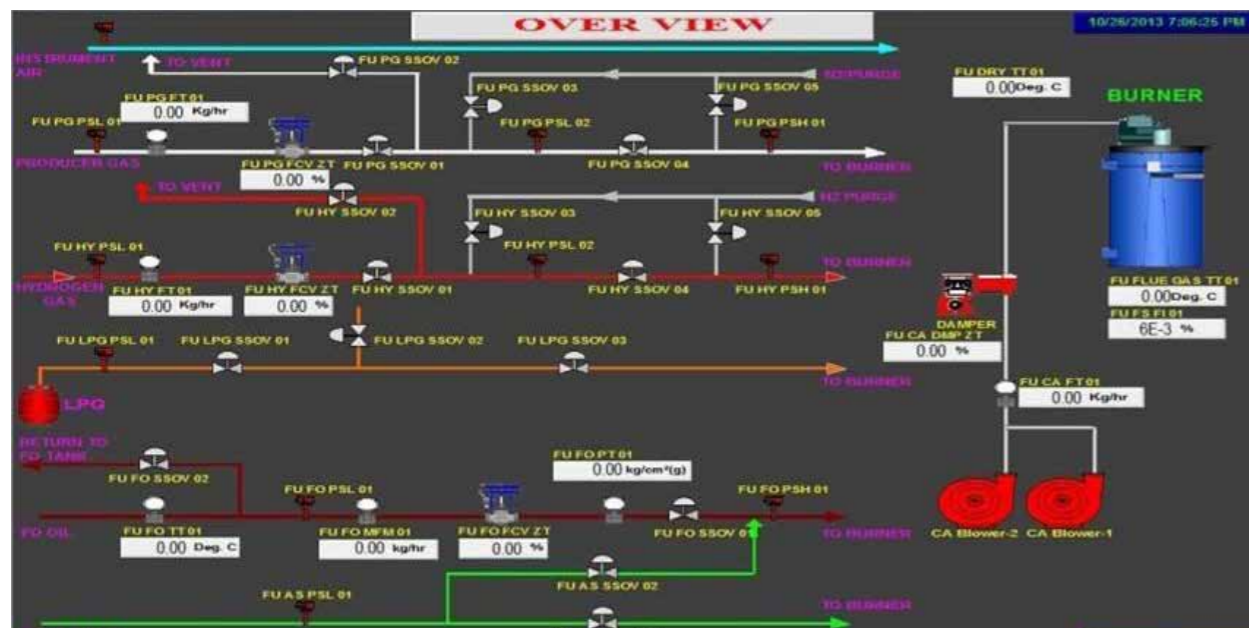 OVER VIEW
10/26/2013 7:06:25 PM
INSTRUMENT
AIR
TO VENT
FU PG SSOV 02
FU PG SSOV 03
FU PG SSOV 05
N2 PURGE
FU DRY TT 01
0.00 Deg. C
BURNER
FU PG FT 01
0.00 Kg/hr
FU PG PSL 01
FU PG PSL 02
FU PG PSH 01
PRODUCER GAS
FU PG FCV ZT
0.00 %
FU PG SSOV 01
FU PG SSOV 04
TO BURNER
TO VENT
FU HY SSOV 02
FU HY SSOV 03
FU HY SSOV 05
N2 PURGE
FU HY PSL 01
FU HY PSL 02
TO BURNER
HYDROGEN
GAS
FU HY FT 01
0.00 Kg/hr
FU HY FCV ZT
0.00 %
FU HY SSOV 01
FU HY SSOV 04
FU HY PSH 01
FU FLUE GAS TT 01
0.00 Deg. C
FU FS FI 01
6E-3 %
DAMPER
FU CA DMP ZT
0.00 %
FU LPG PSL 01
FU LPG SSOV 01
FU LPG SSOV 02
FU LPG SSOV 03
TO BURNER
LPG
FU CA FT 01
0.00 Kg/hr
RETURN TO
FO TANK
FU FO SSOV 02
FU FO PT 01
0.00 kg/cm²(g)
FU FO PSL 01
FU FO PSH 01
FO OIL
FU FO TT 01
0.00 Deg. C
FU FO MFM 01
0.00 kg/hr
FU FO FCV ZT
0.00 %
FU FO SSOV 01
TO BURNER
CA Blower-2
CA Blower-1
FU AS SSOV 02
FU AS PSL 01
TO BURNER